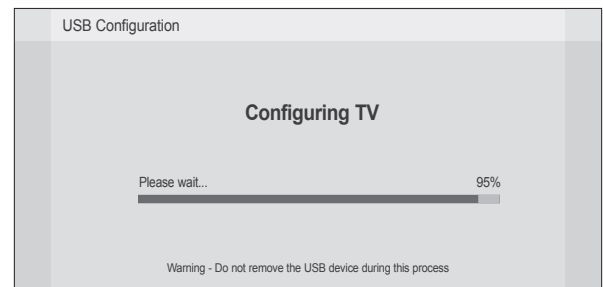 USB Configuration
Configuring TV
Please wait... 95%
Warning - Do not remove the USB device during this process